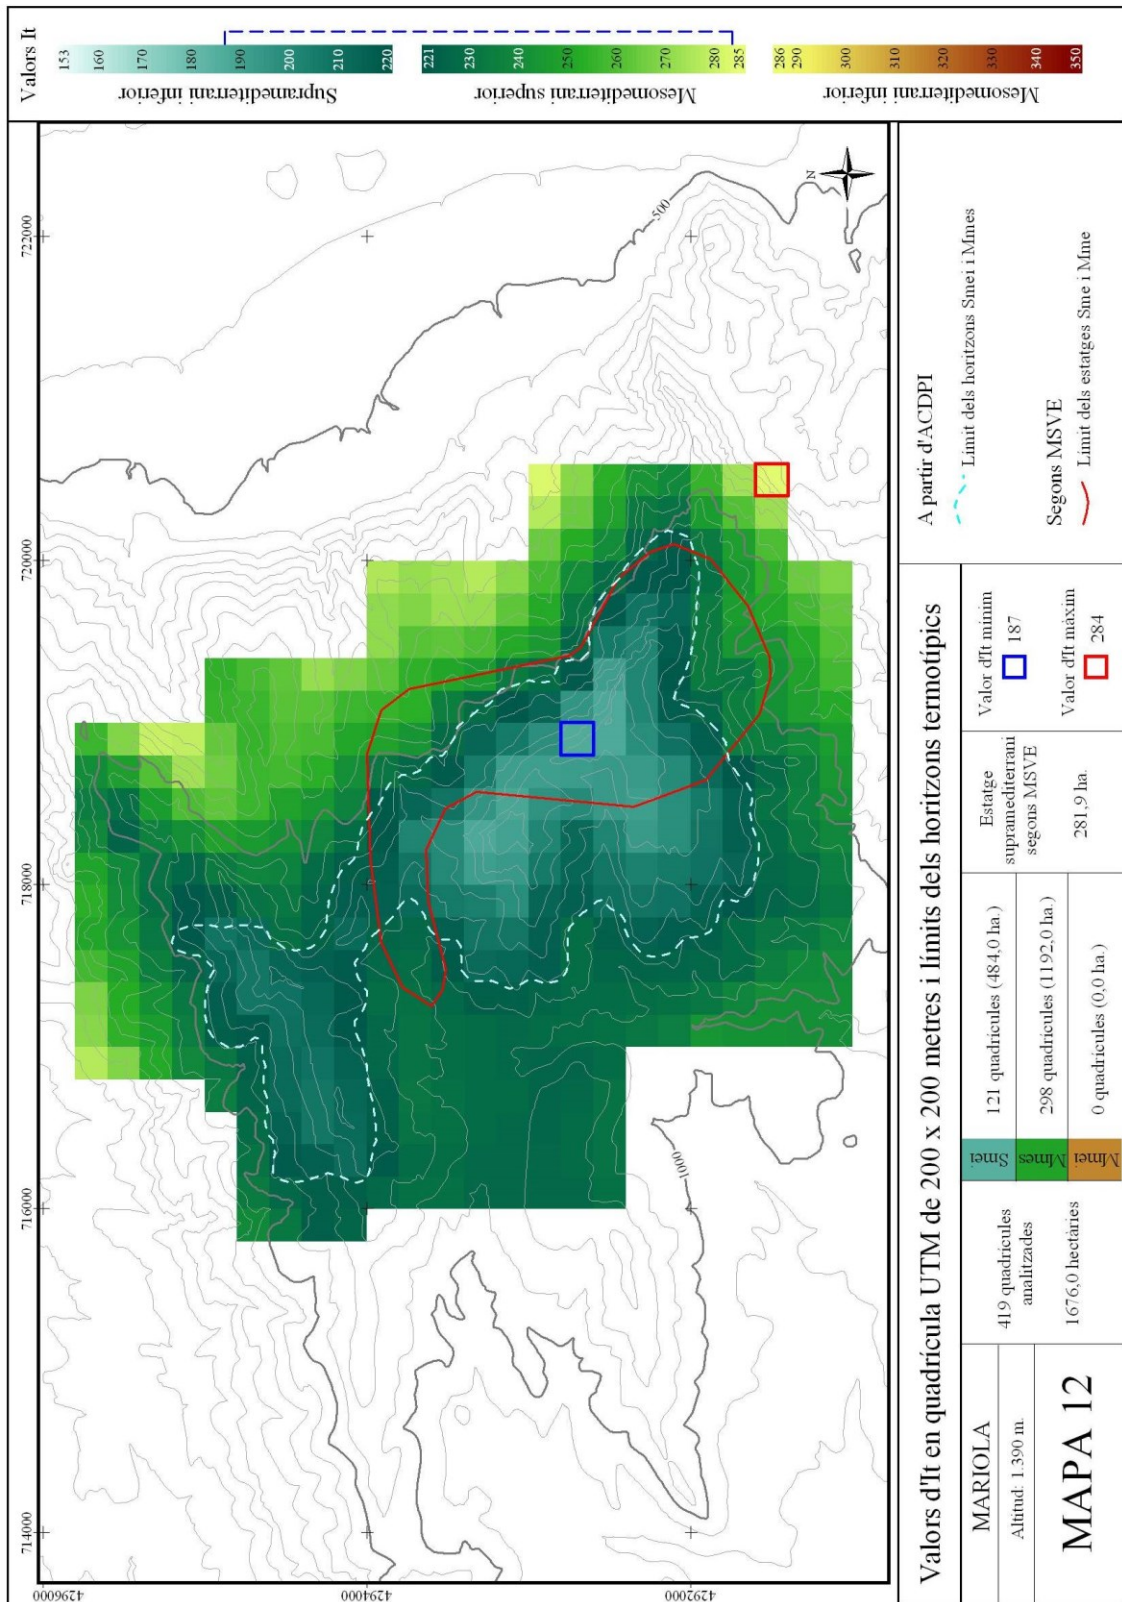 Valors It
153
160
170
180
190
200
210
220
Supramediterrani inferior
221
230
240
250
260
270
280
285
Mesomediterrani superior
286
290
300
310
320
330
340
350
Mesomediterrani inferior
714000
716000
718000
720000
722000
4296000
4294000
4292000
500
1000
N
Valors d'It en quadrícula UTM de 200 x 200 metres i límits dels horitzons termotípics
MARIOLA
Altitud: 1.390 m.
MAPA 12
419 quadrícules
analitzades
1676,0 hectàries
Smei
121 quadrícules (484,0 ha.)
Mmes
298 quadrícules (1192,0 ha.)
Mmei
0 quadrícules (0,0 ha.)
Estatge
supramediterrani
segons MSVE
281,9 ha.
Valor d'It mínim
187
Valor d'It màxim
284
A partir d'ACDPI
Límit dels horitzons Smei i Mmes
Segons MSVE
Límit dels estatges Sme i Mme